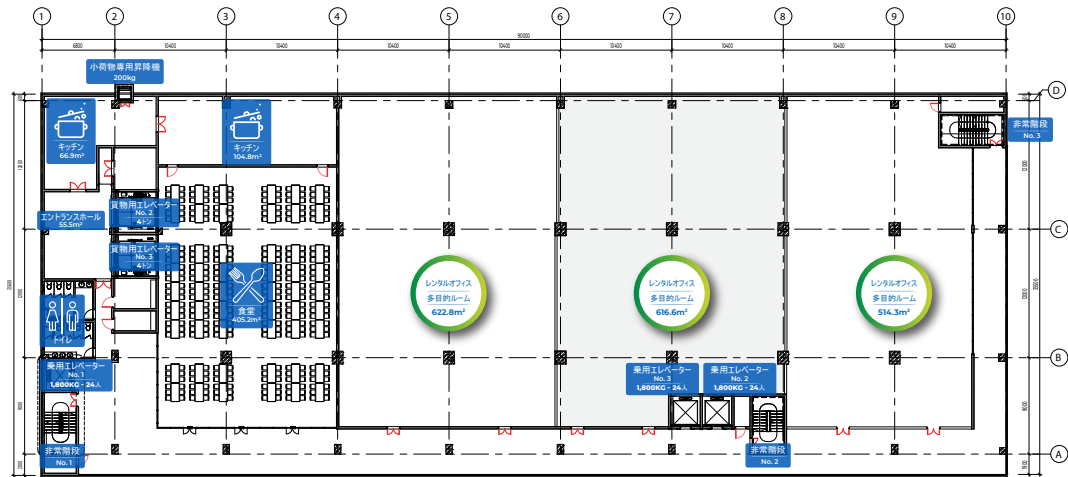 1
2
3
4
5
6
7
8
9
10
90000
6800
10400
10400
10400
10400
10400
10400
10400
10400
小荷物専用昇降機
200kg
D
キッチン
66.9m²
キッチン
104.8m²
非常階段
No. 3
12000
貨物用エレベーター
No. 2
4トン
エントランスホール
55.5m²
C
貨物用エレベーター
No. 3
4トン
食堂
405.2m²
レンタルオフィス
多目的ルーム
622.8m²
レンタルオフィス
多目的ルーム
616.6m²
レンタルオフィス
多目的ルーム
514.3m²
12000
12000
35500
トイレ
B
乗用エレベーター
No. 1
1,800KG - 24人
乗用エレベーター
No. 3
1,800KG - 24人
乗用エレベーター
No. 2
1,800KG - 24人
9000
9000
非常階段
No. 1
非常階段
No. 2
A